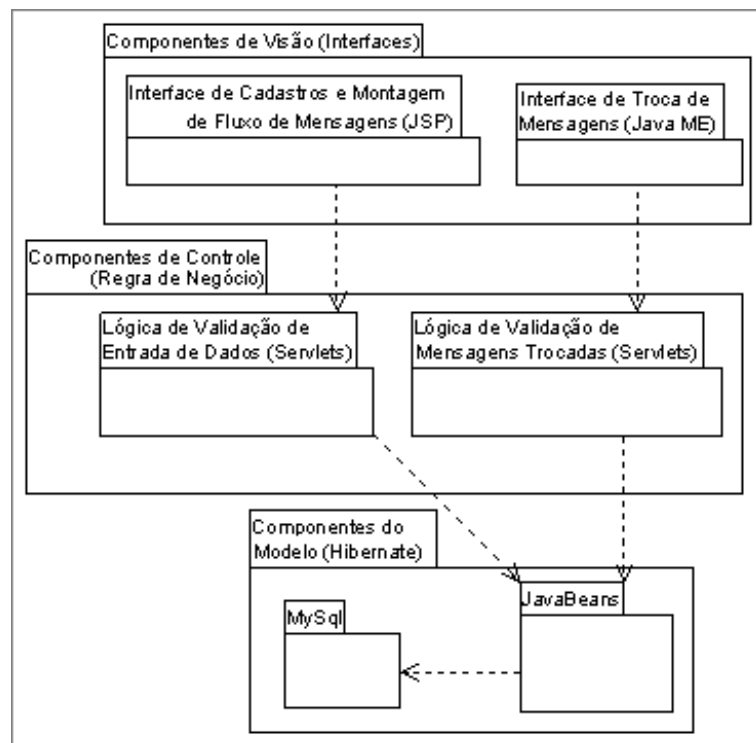 Componentes de Visão (Interfaces)
Interface de Cadastros e Montagem
de Fluxo de Mensagens (JSP)
Interface de Troca de
Mensagens (Java ME)
Componentes de Controle
(Regra de Negócio)
Lógica de Validação de
Entrada de Dados (Servlets)
Lógica de Validação de
Mensagens Trocadas (Servlets)
Componentes do
Modelo (Hibernate)
MySql
JavaBeans